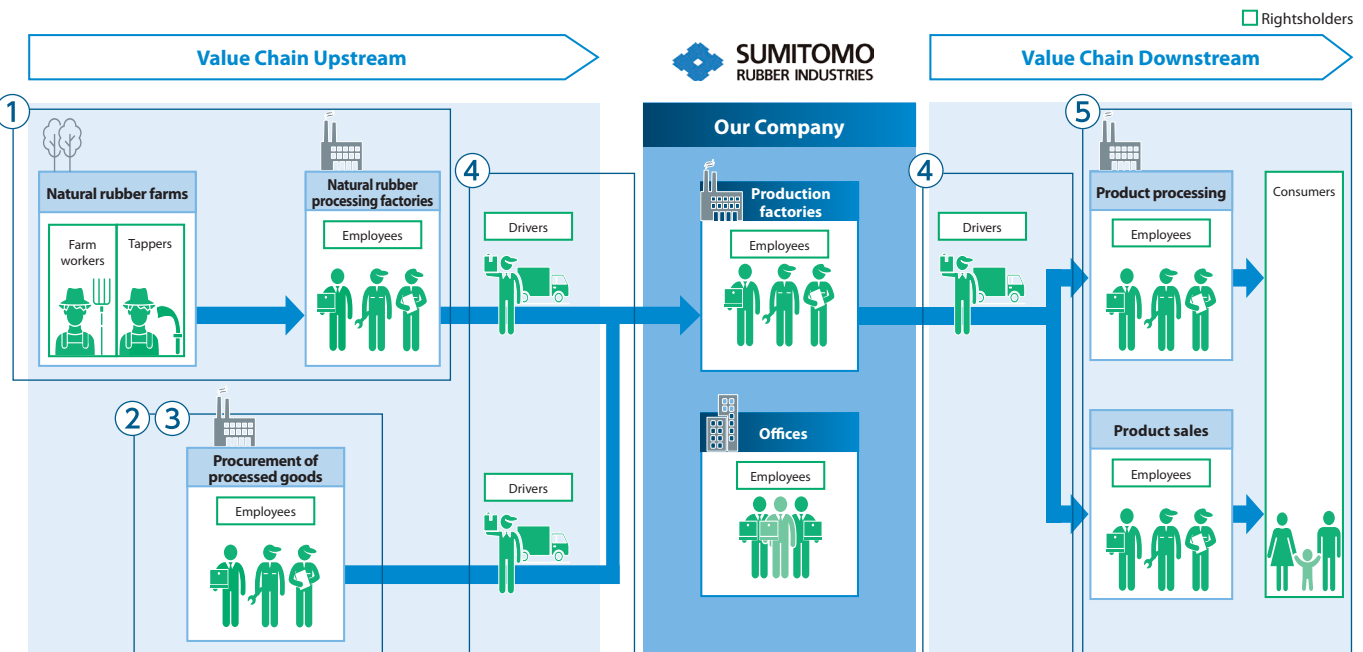 Rightsholders
Value Chain Upstream
SUMITOMO
RUBBER INDUSTRIES
Value Chain Downstream
1
Natural rubber farms
Farm
workers
Tappers
Natural rubber
processing factories
Employees
4
Drivers
2
3
Procurement of
processed goods
Employees
Drivers
Our Company
Production
factories
Employees
Offices
Employees
4
Drivers
5
Product processing
Employees
Product sales
Employees
Consumers